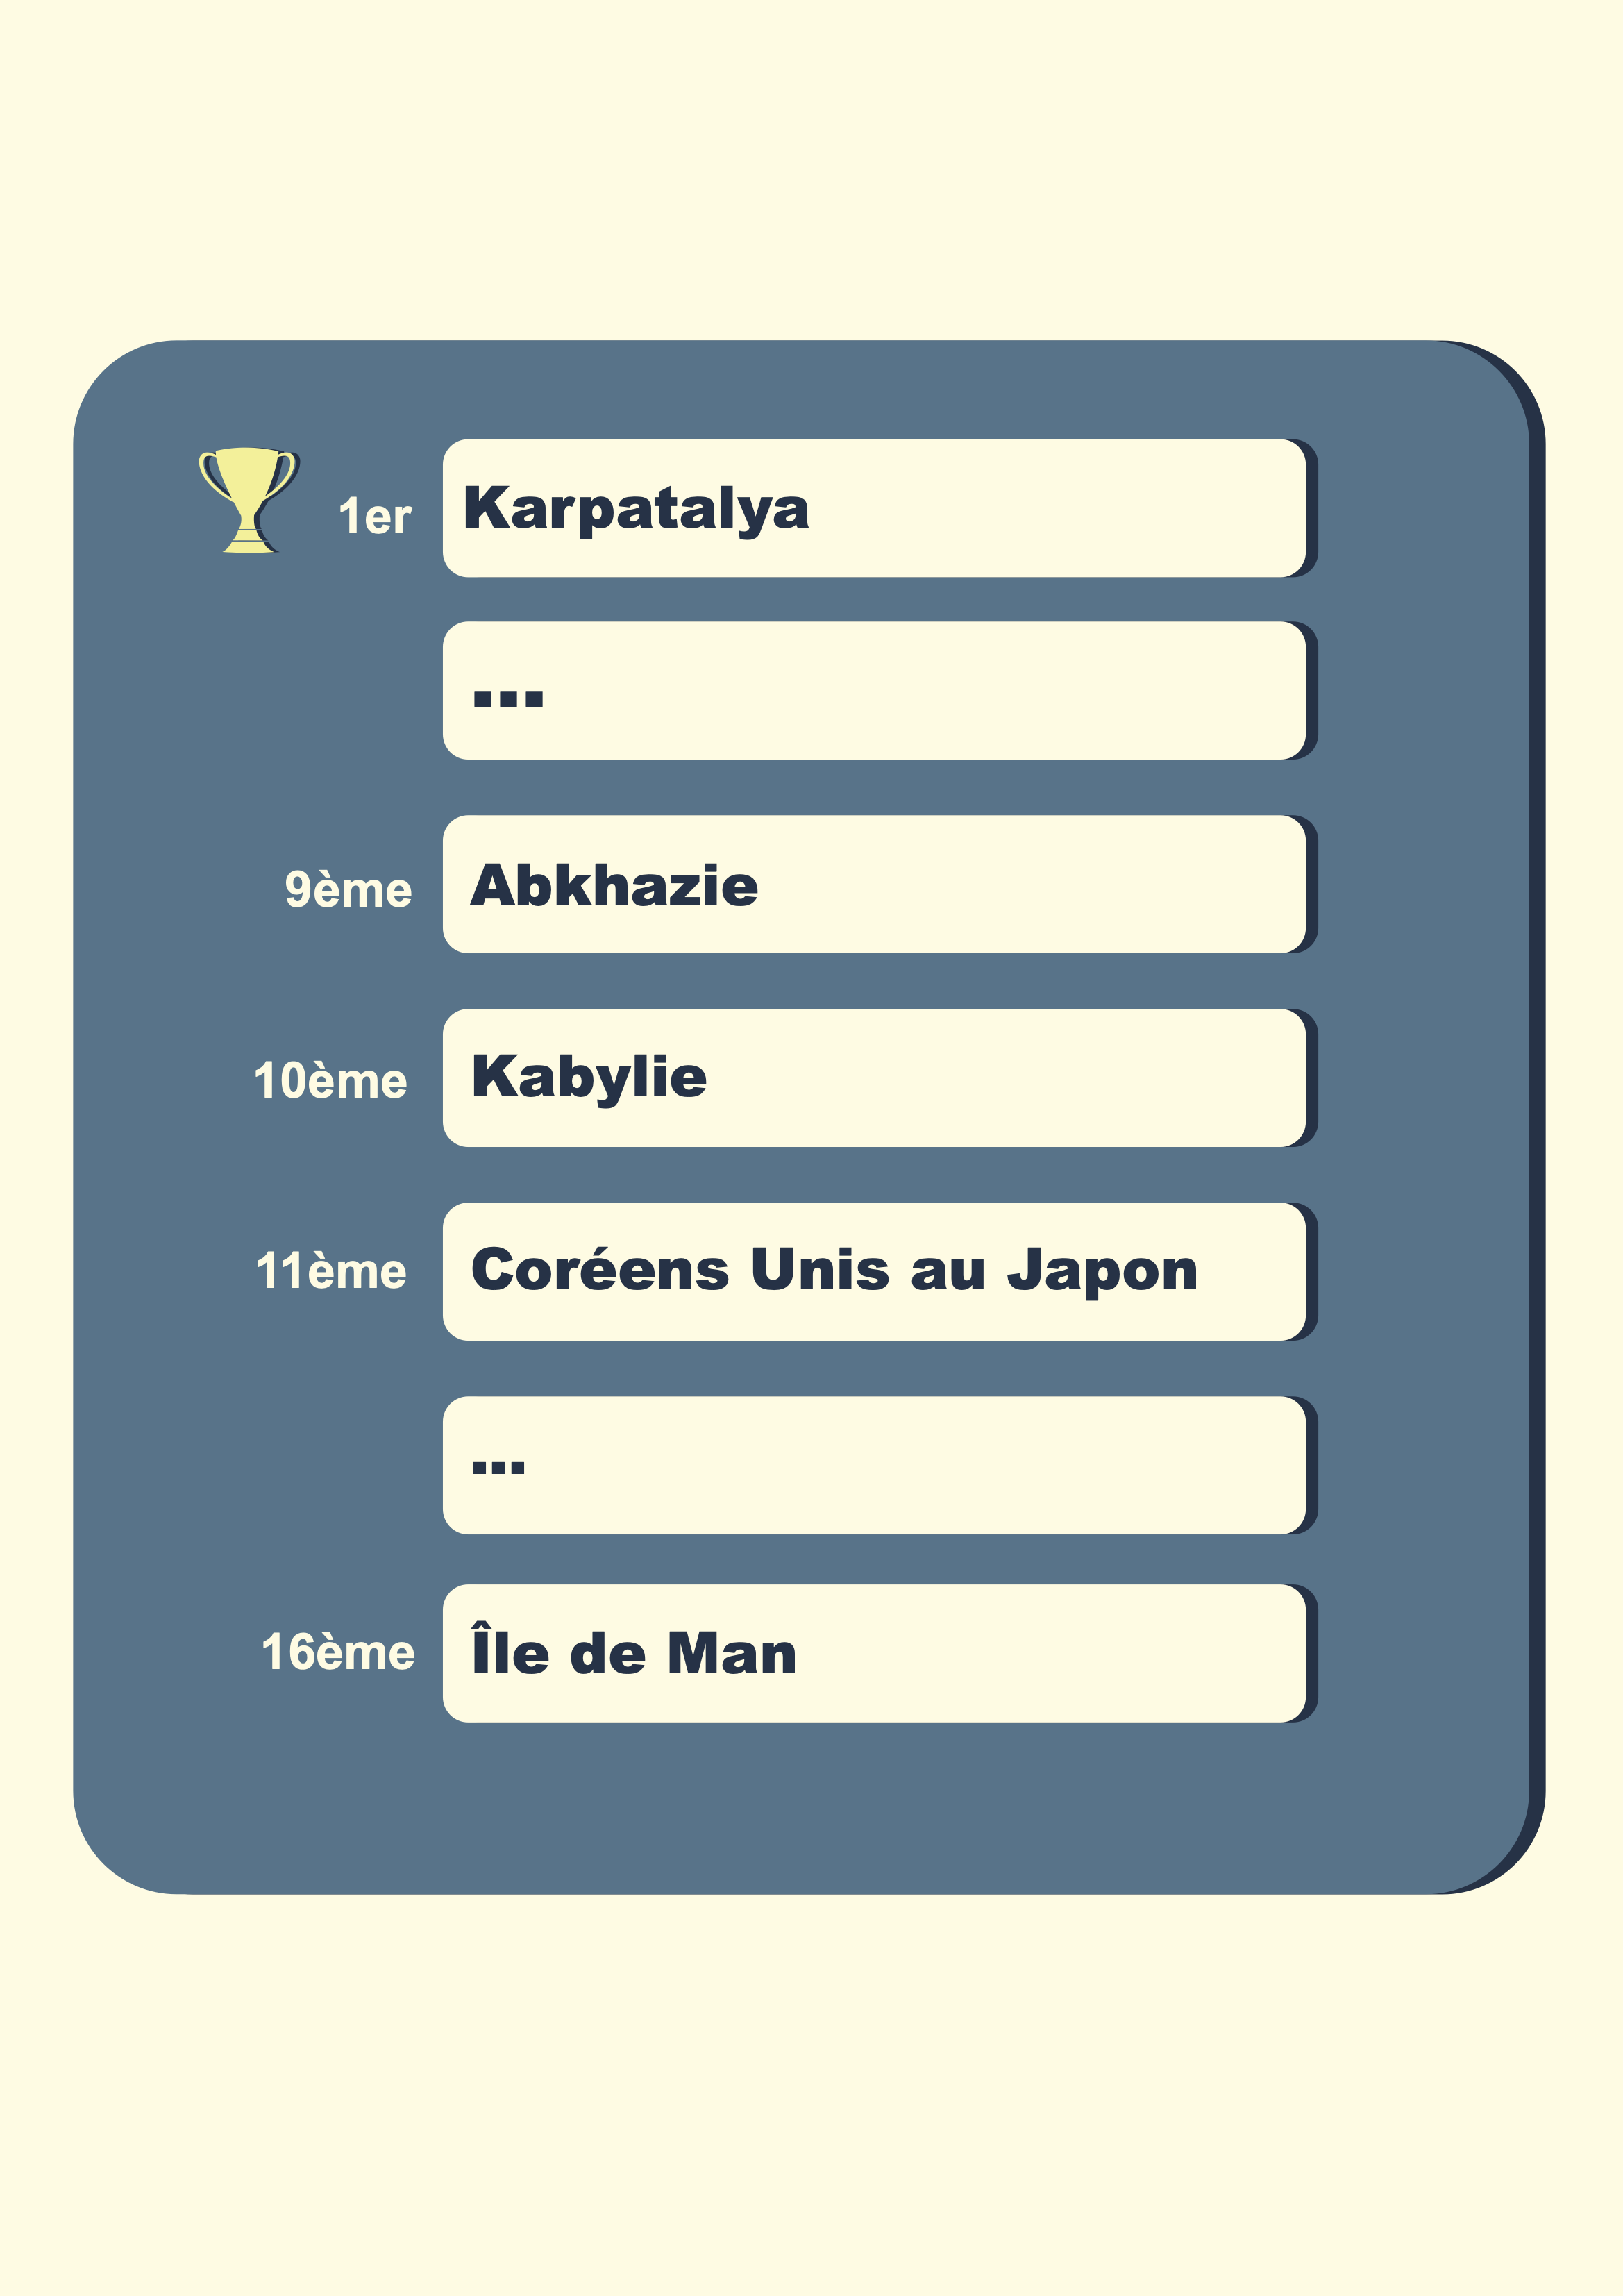 1er Karpatalya
...
9ème Abkhazie
10ème Kabylie
11ème Coréens Unis au Japon
...
16ème Île de Man